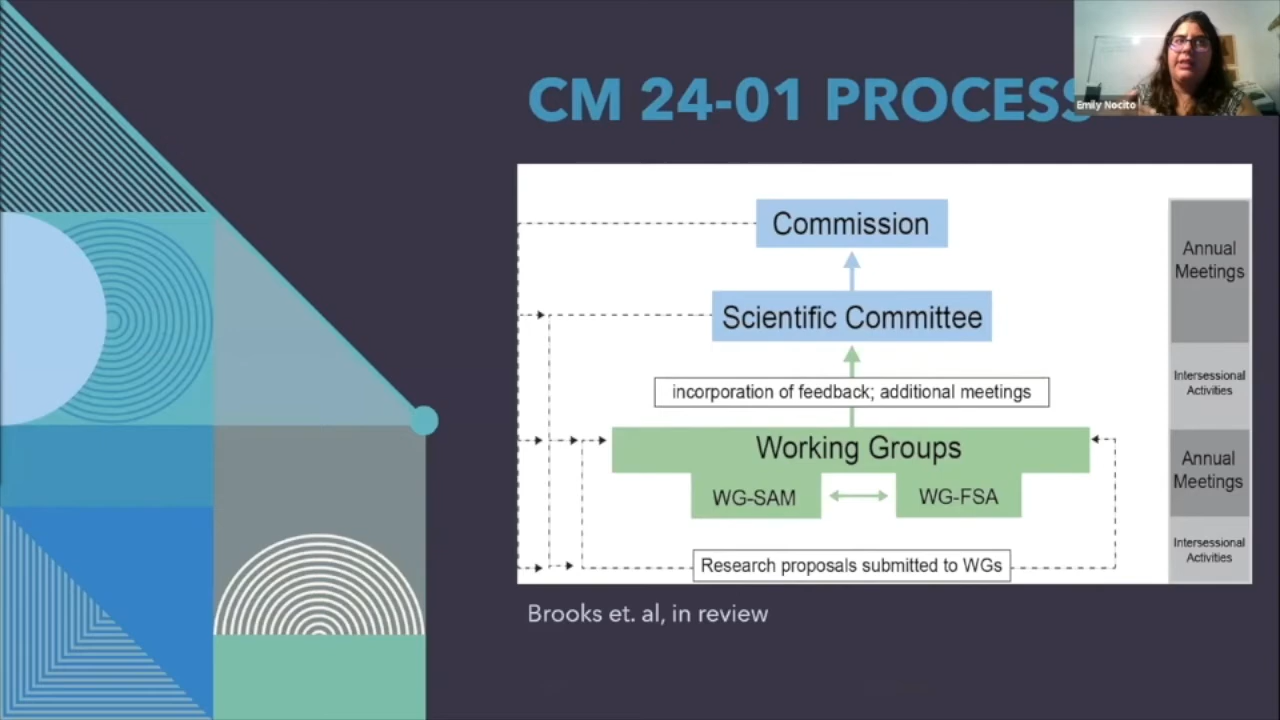 CM 24-01 PROCESS
Emily Nocito
Commission
Scientific Committee
incorporation of feedback; additional meetings
Working Groups
WG-SAM
WG-FSA
Research proposals submitted to WGs
Annual
Meetings
Intersessional
Activities
Annual
Meetings
Intersessional
Activities
Brooks et. al, in review